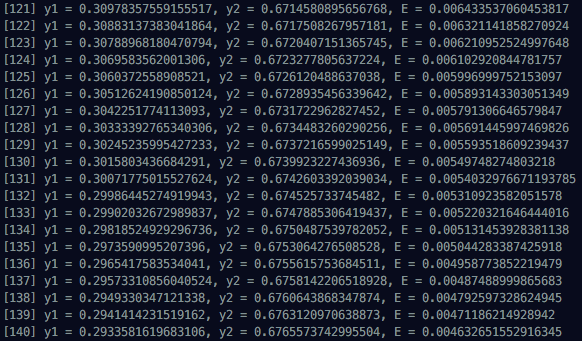 [121] y1 = 0.30978357559155517, y2 = 0.6714580895656768, E = 0.006433537060453817
[122] y1 = 0.30883137383041864, y2 = 0.6717508267957181, E = 0.006321141858270924
[123] y1 = 0.30788968180470794, y2 = 0.6720407151365745, E = 0.006210952524997648
[124] y1 = 0.3069583562001306, y2 = 0.6723277805637224, E = 0.006102920844781757
[125] y1 = 0.3060372558908521, y2 = 0.6726120488637038, E = 0.005996999752153097
[126] y1 = 0.30512624190850124, y2 = 0.6728935456339642, E = 0.005893143303051349
[127] y1 = 0.3042251774113093, y2 = 0.6731722962827452, E = 0.005791306646579847
[128] y1 = 0.30333392765340306, y2 = 0.6734483260290256, E = 0.005691445997469826
[129] y1 = 0.30245235995427233, y2 = 0.6737216599025149, E = 0.005593518609239437
[130] y1 = 0.3015803436684291, y2 = 0.6739923227436936, E = 0.00549748274803218
[131] y1 = 0.30071775015527624, y2 = 0.6742603392039034, E = 0.0054032976671193785
[132] y1 = 0.29986445274919943, y2 = 0.674525733745482, E = 0.005310923582051578
[133] y1 = 0.29902032672989837, y2 = 0.6747885306419437, E = 0.005220321646444016
[134] y1 = 0.29818524929296736, y2 = 0.6750487539782052, E = 0.005131453928381138
[135] y1 = 0.2973590995207396, y2 = 0.6753064276508528, E = 0.005044283387425918
[136] y1 = 0.2965417583534041, y2 = 0.6755615753684511, E = 0.004958773852219479
[137] y1 = 0.29573310856040524, y2 = 0.6758142206518928, E = 0.00487488999865683
[138] y1 = 0.2949330347121338, y2 = 0.6760643868347874, E = 0.004792597328624945
[139] y1 = 0.2941414231519162, y2 = 0.6763120970638873, E = 0.00471186214928942
[140] y1 = 0.2933581619683106, y2 = 0.6765573742995504, E = 0.004632651552916345